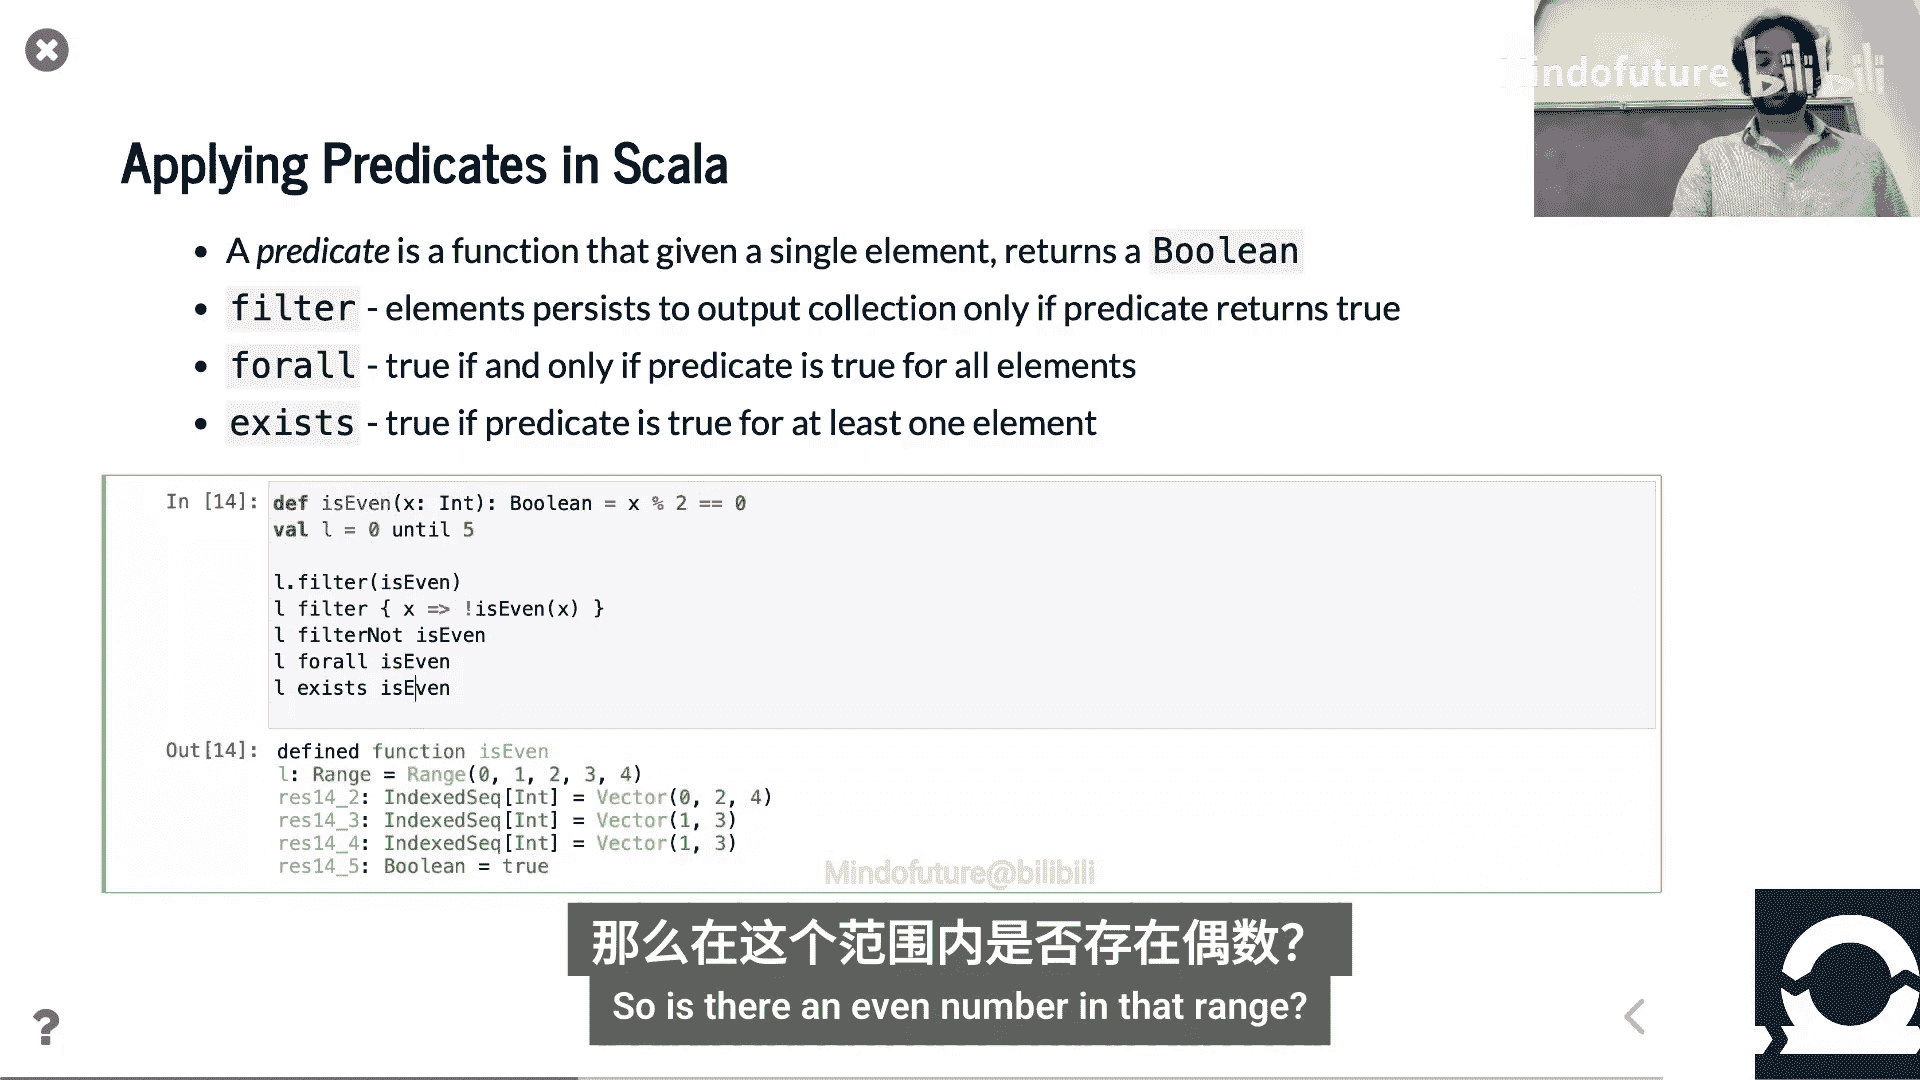 indofuture bilibili
Applying Predicates in Scala
• A predicate is a function that given a single element, returns a Boolean
• filter - elements persists to output collection only if predicate returns true
• forall - true if and only if predicate is true for all elements
• exists - true if predicate is true for at least one element
In [14]: def isEven(x: Int): Boolean = x % 2 == 0
val l = 0 until 5
l.filter(isEven)
l filter { x => !isEven(x) }
l filterNot isEven
l forall isEven
l exists isEven
Out[14]: defined function isEven
l: Range = Range(0, 1, 2, 3, 4)
res14_2: IndexedSeq[Int] = Vector(0, 2, 4)
res14_3: IndexedSeq[Int] = Vector(1, 3)
res14_4: IndexedSeq[Int] = Vector(1, 3)
res14_5: Boolean = true
Mindofuture@bilibili
那么在这个范围内是否存在偶数？
So is there an even number in that range?
?